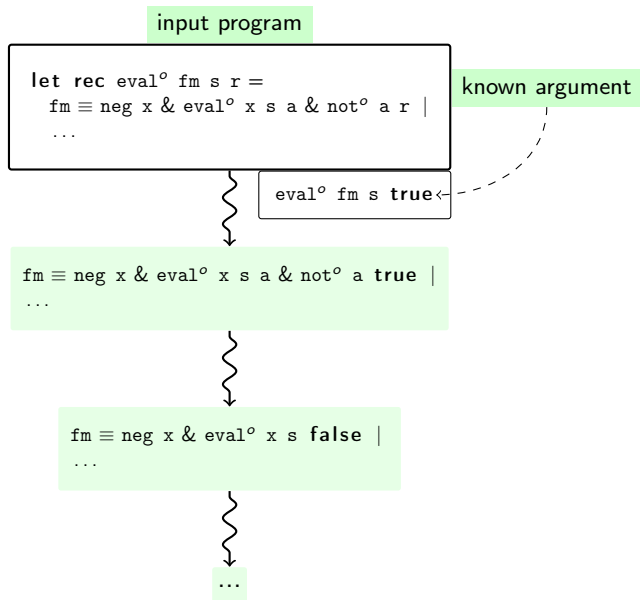 input program
let rec evalᵒ fm s r =
fm ≡ neg x & evalᵒ x s a & notᵒ a r |
...
known argument
evalᵒ fm s true
fm ≡ neg x & evalᵒ x s a & notᵒ a true |
...
fm ≡ neg x & evalᵒ x s false |
...
...